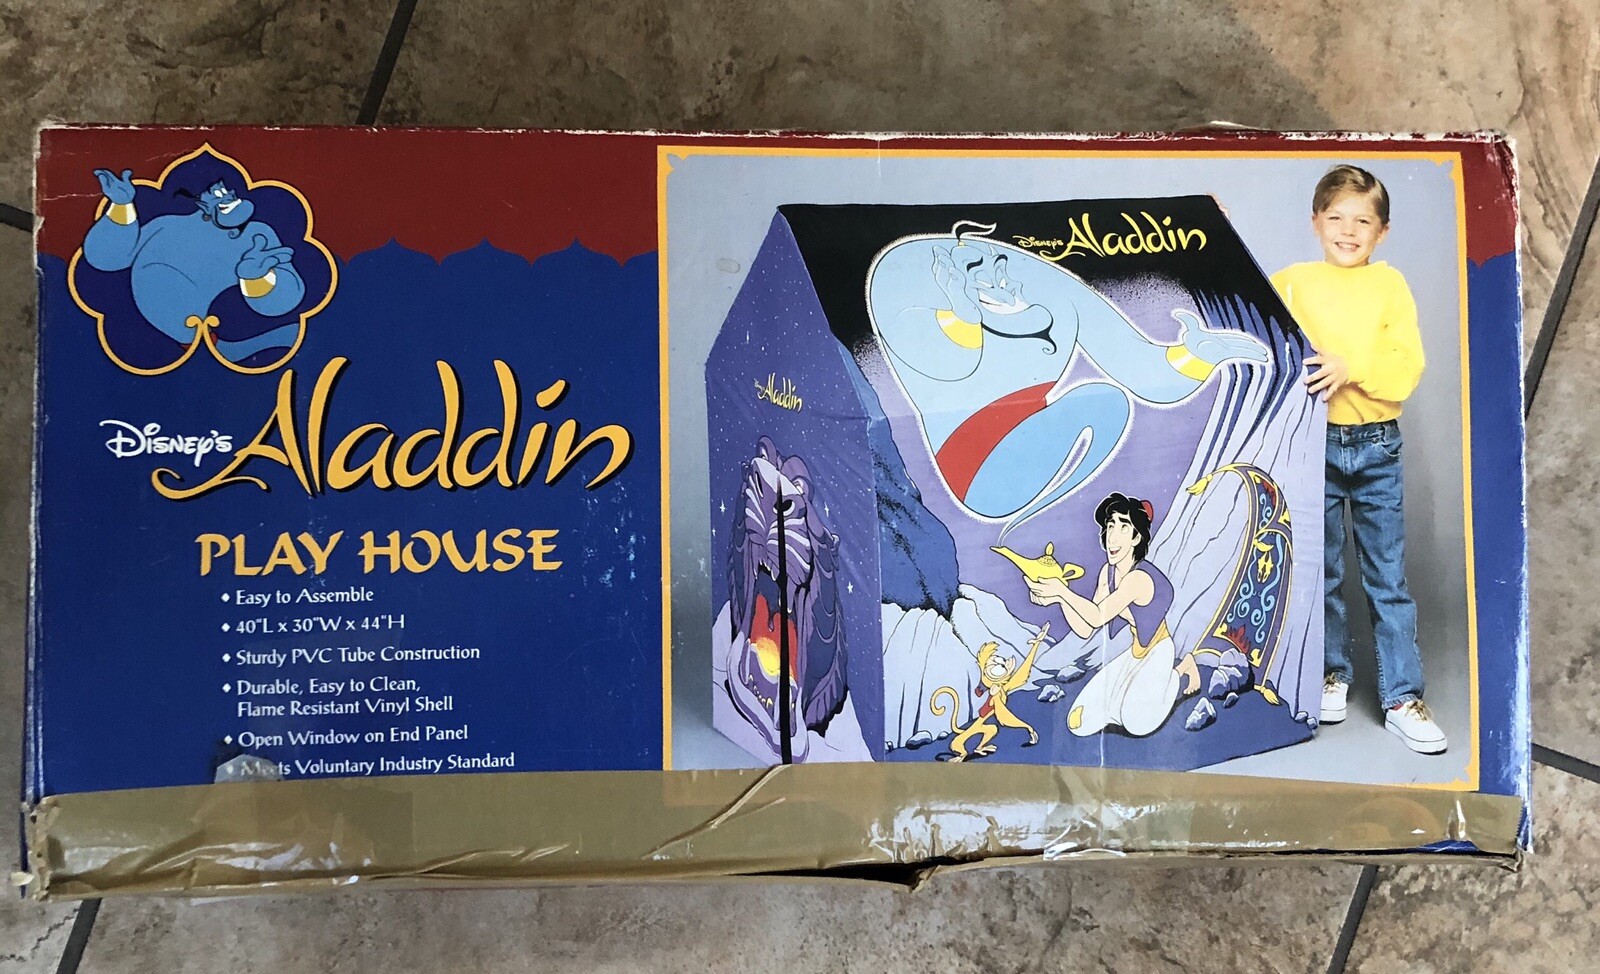 Disney's Aladdin
PLAY HOUSE
♦ Easy to Assemble
♦ 40"L x 30"W x 44"H
♦ Sturdy PVC Tube Construction
♦ Durable, Easy to Clean,
Flame Resistant Vinyl Shell
♦ Open Window on End Panel
♦ Meets Voluntary Industry Standard
Disney's Aladdin
Aladdin